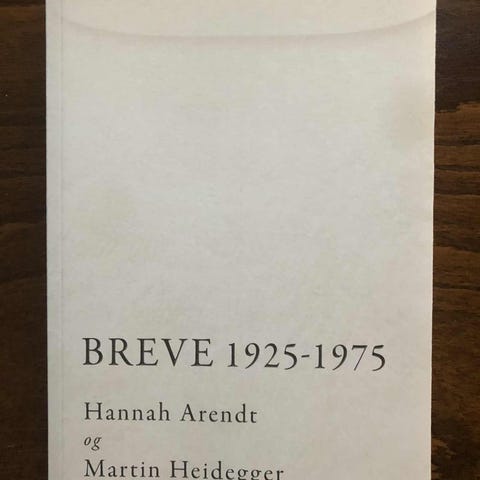 BREVE 1925-1975
Hannah Arendt
og
Martin Heidegger